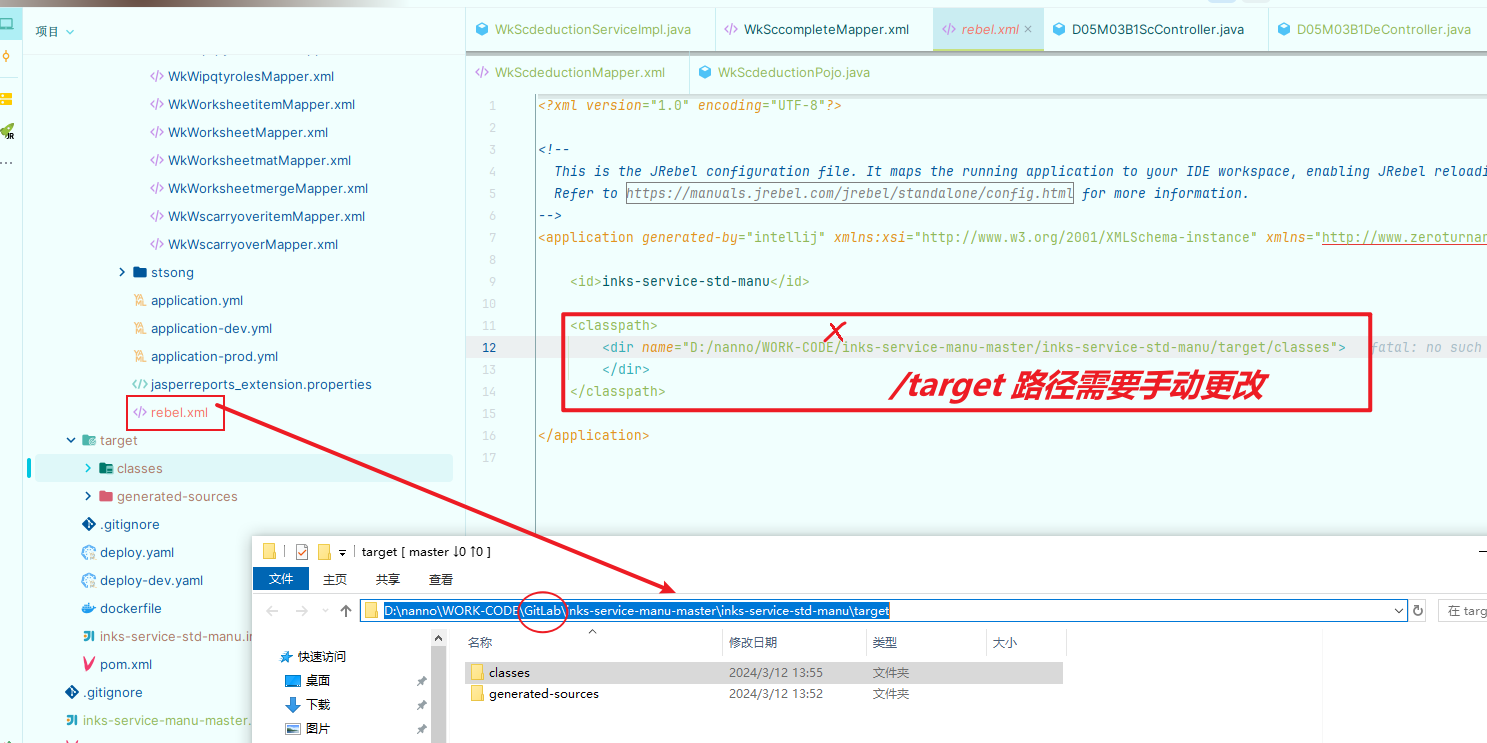 项目
WkWipqtyrolesMapper.xml
WkWorksheetitemMapper.xml
WkWorksheetMapper.xml
WkWorksheetmatMapper.xml
WkWorksheetmergeMapper.xml
WkWscarryoveritemMapper.xml
WkWscarryoverMapper.xml
stsong
application.yml
application-dev.yml
application-prod.yml
jasperreports_extension.properties
rebel.xml
target
classes
generated-sources
.gitignore
deploy.yaml
deploy-dev.yaml
dockerfile
inks-service-std-manu.i
pom.xml
.gitignore
inks-service-manu-master.
WkScdeductionServiceImpl.java
WkSccompleteMapper.xml
rebel.xml ×
D05M03B1ScController.java
D05M03B1DeController.java
WkScdeductionMapper.xml
WkScdeductionPojo.java
1 <?xml version="1.0" encoding="UTF-8"?>
2
3 <!--
4 This is the JRebel configuration file. It maps the running application to your IDE workspace, enabling JRebel reloadi
5 Refer to https://manuals.jrebel.com/jrebel/standalone/config.html for more information.
6 -->
7 <application generated-by="intellij" xmlns:xsi="http://www.w3.org/2001/XMLSchema-instance" xmlns="http://www.zeroturnar
8
9 <id>inks-service-std-manu</id>
10
11 <classpath>
12 <dir name="D:/nanno/WORK-CODE/inks-service-manu-master/inks-service-std-manu/target/classes"> fatal: no such
13 </dir>
14 </classpath>
/target 路径需要手动更改
15
16 </application>
17
target [ master ↓0 ↑0 ]
文件
主页
共享
查看
D:\nanno\WORK-CODE\GitLab\inks-service-manu-master\inks-service-std-manu\target
在 targ
快速访问
桌面
下载
图片
名称 修改日期 类型 大小
classes 2024/3/12 13:55 文件夹
generated-sources 2024/3/12 13:52 文件夹